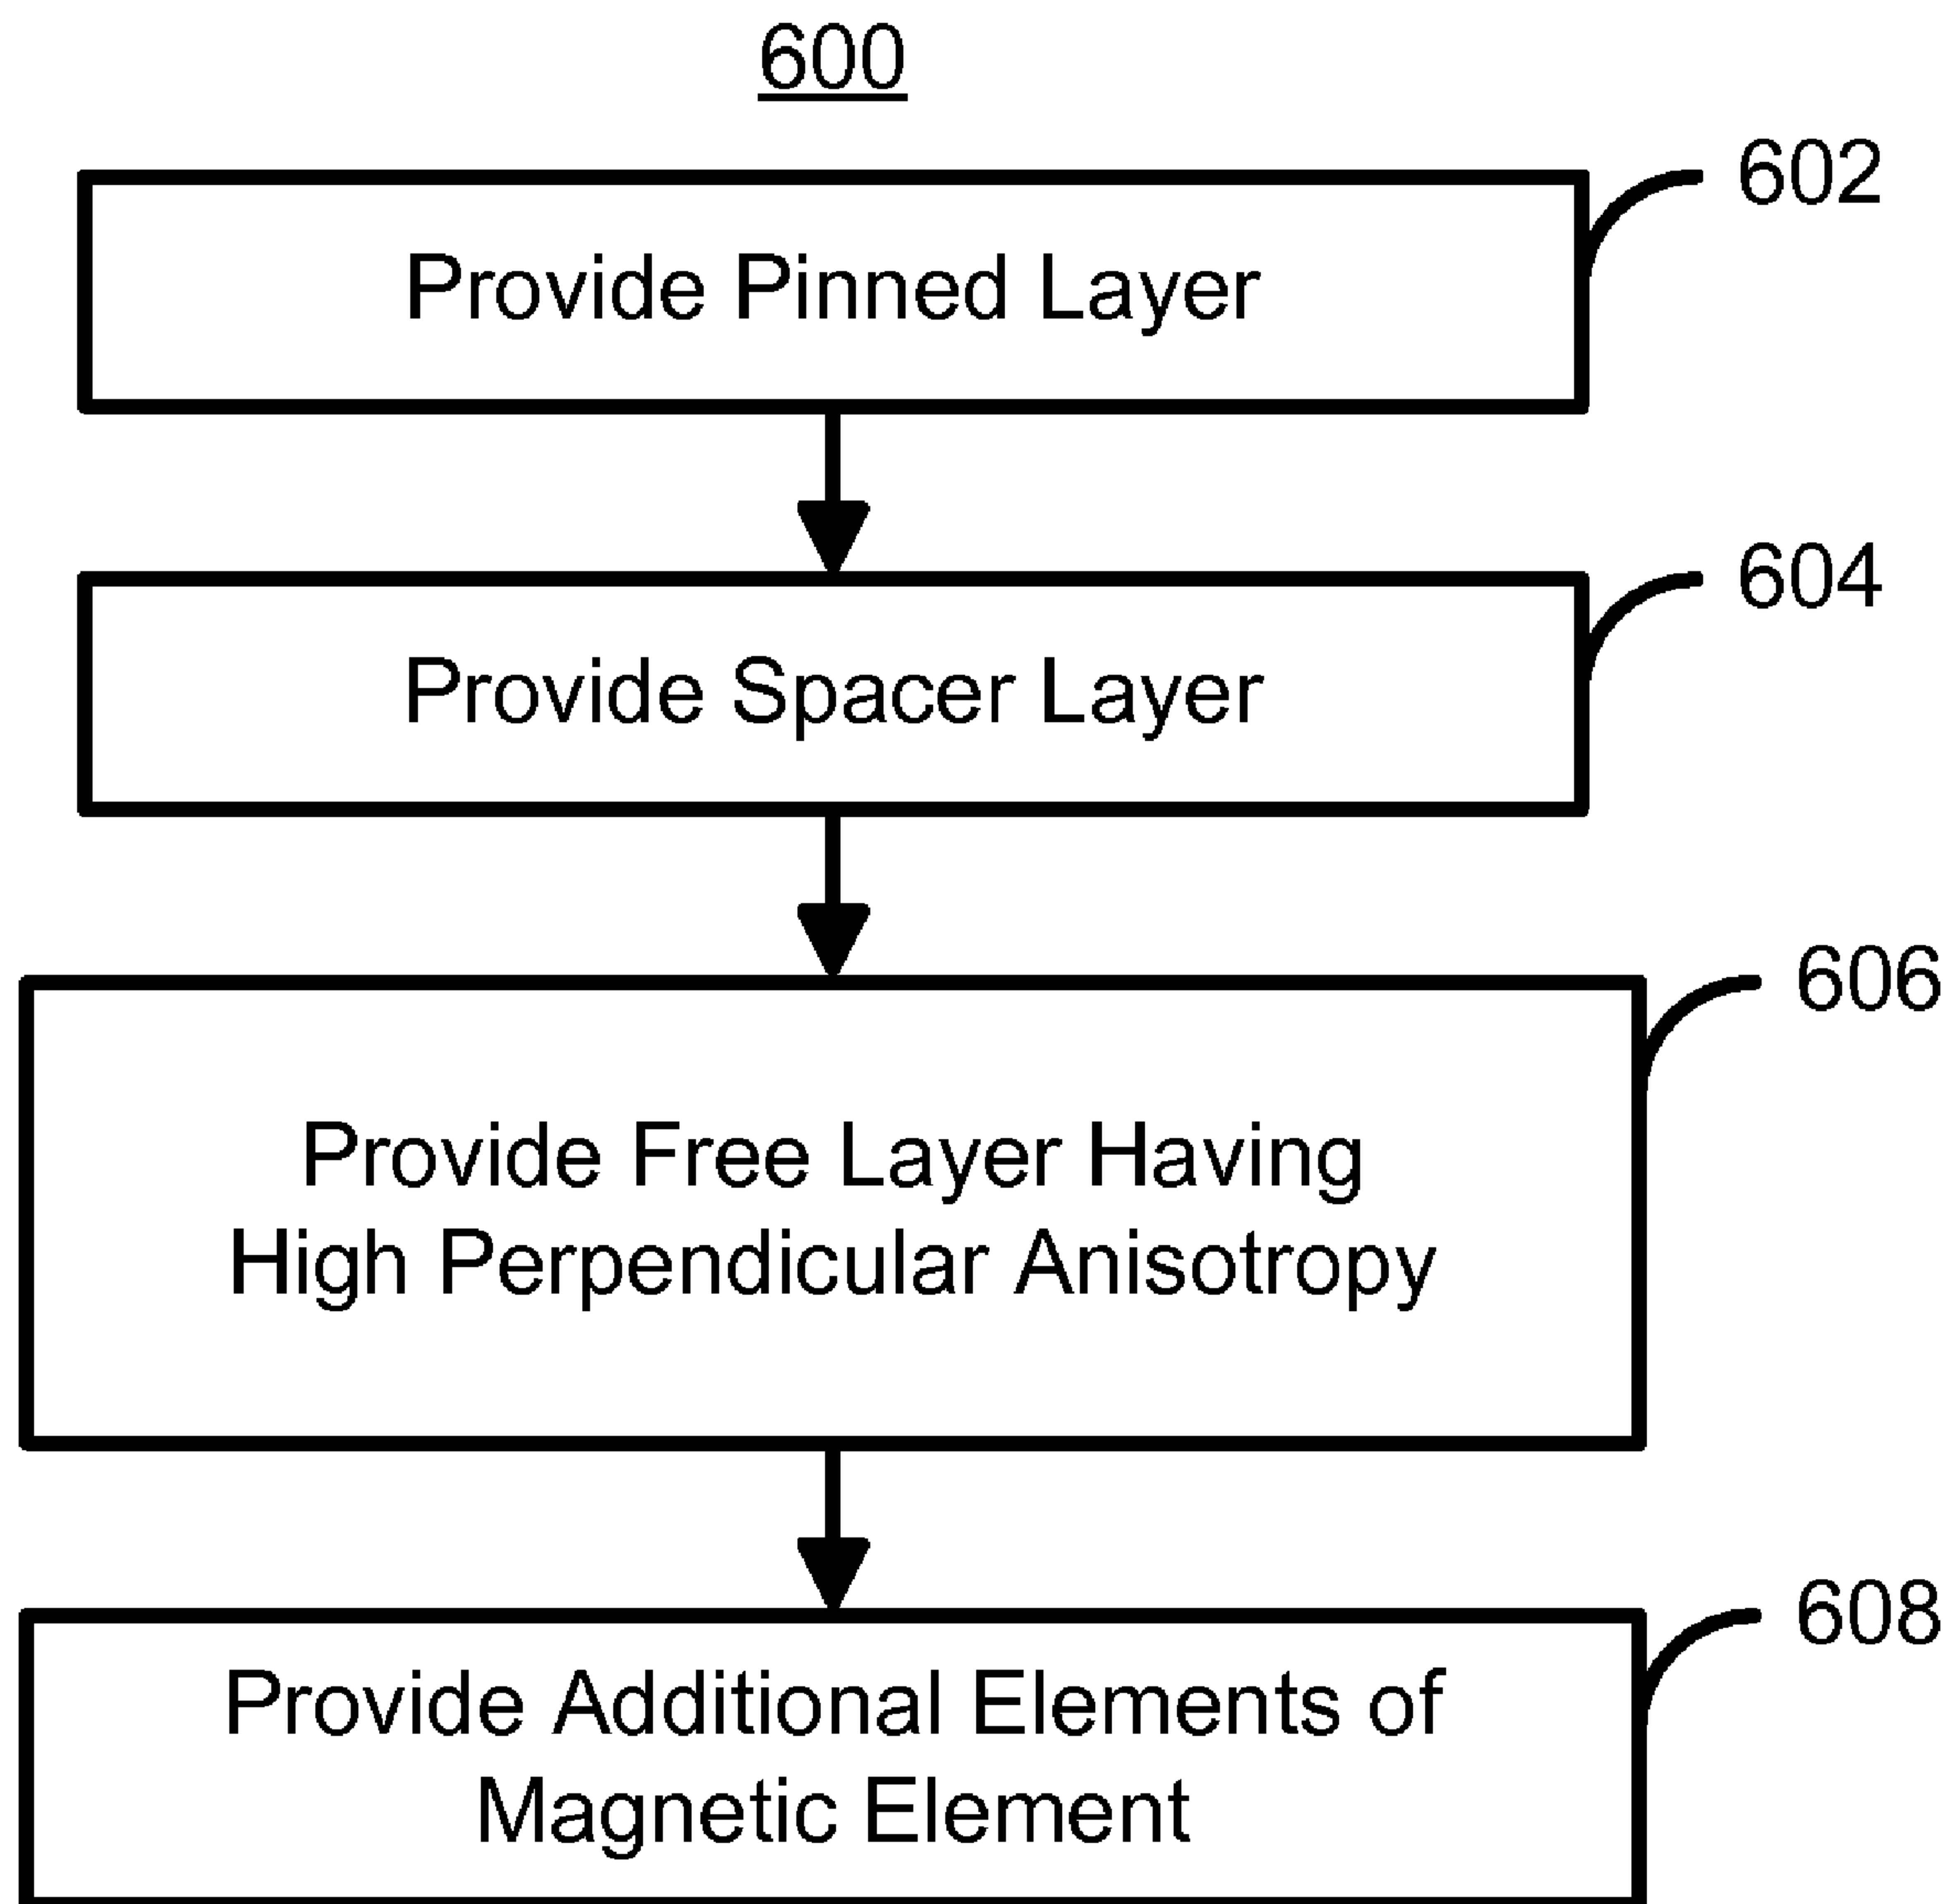 600
602
Provide Pinned Layer
604
Provide Spacer Layer
606
Provide Free Layer Having
High Perpendicular Anisotropy
608
Provide Additional Elements of
Magnetic Element